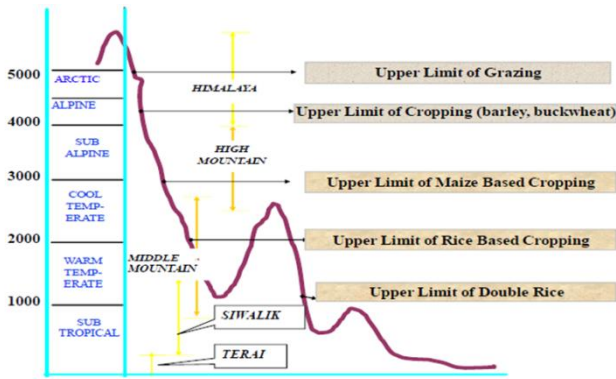 5000
ARCTIC
ALPINE
4000
SUB
ALPINE
3000
COOL
TEMP-
ERATE
2000
WARM
TEMP-
ERATE
1000
SUB
TROPICAL
HIMALAYA
HIGH
MOUNTAIN
MIDDLE
MOUNTAIN
SIWALIK
TERAI
Upper Limit of Grazing
Upper Limit of Cropping (barley, buckwheat)
Upper Limit of Maize Based Cropping
Upper Limit of Rice Based Cropping
Upper Limit of Double Rice